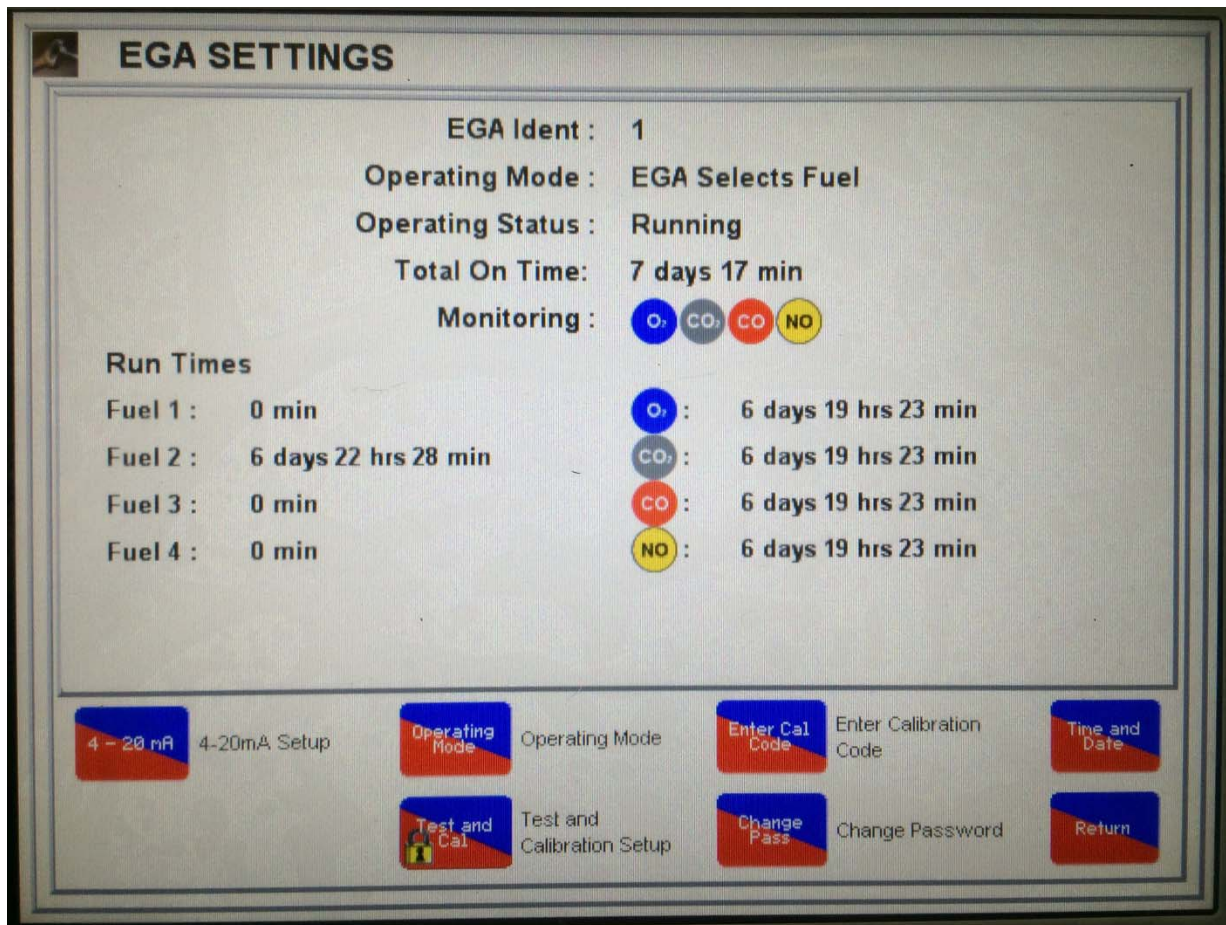 EGA SETTINGS
EGA Ident : 1
Operating Mode : EGA Selects Fuel
Operating Status : Running
Total On Time: 7 days 17 min
Monitoring : O₂ CO₂ CO NO
Run Times
Fuel 1 : 0 min O₂ : 6 days 19 hrs 23 min
Fuel 2 : 6 days 22 hrs 28 min CO₂ : 6 days 19 hrs 23 min
Fuel 3 : 0 min CO : 6 days 19 hrs 23 min
Fuel 4 : 0 min NO : 6 days 19 hrs 23 min
4 - 20 mA
4-20mA Setup
Operating
Mode
Operating Mode
Enter Cal
Code
Enter Calibration
Code
Time and
Date
Test and
Cal
Test and
Calibration Setup
Change
Pass
Change Password
Return